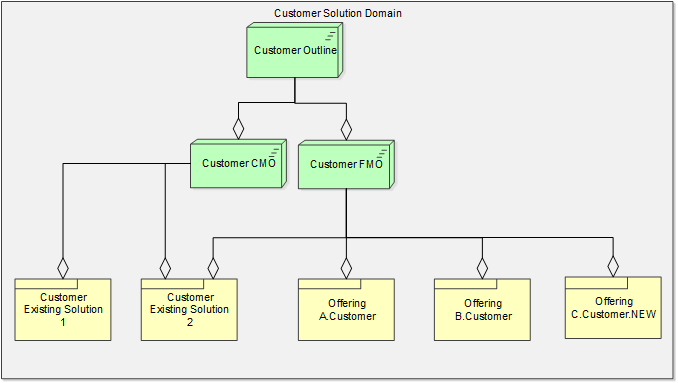 Customer Solution Domain
Customer Outline
Customer CMO
Customer FMO
Customer
Existing Solution
1
Customer
Existing Solution
2
Offering
A.Customer
Offering
B.Customer
Offering
C.Customer.NEW